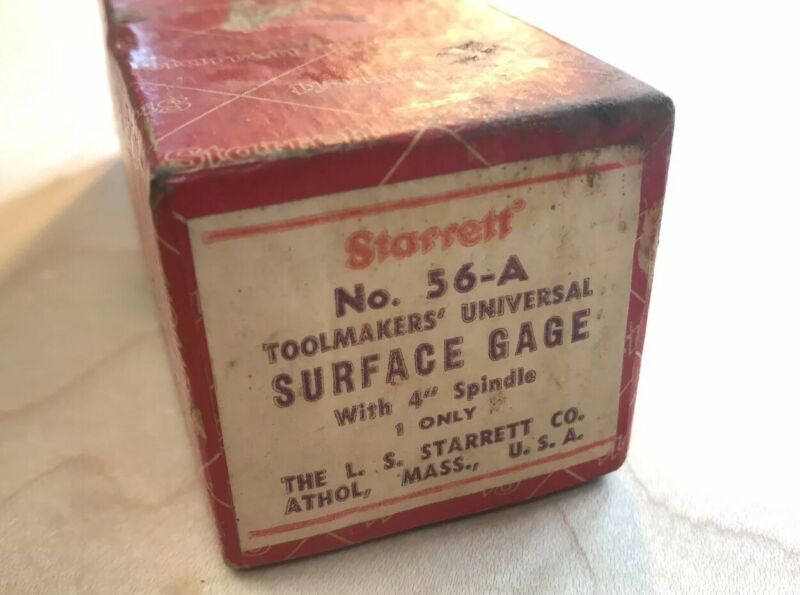 Starrett
No. 56-A
TOOLMAKERS' UNIVERSAL
SURFACE GAGE
With 4" Spindle
1 ONLY
THE L. S. STARRETT CO.
ATHOL, MASS., U. S. A.